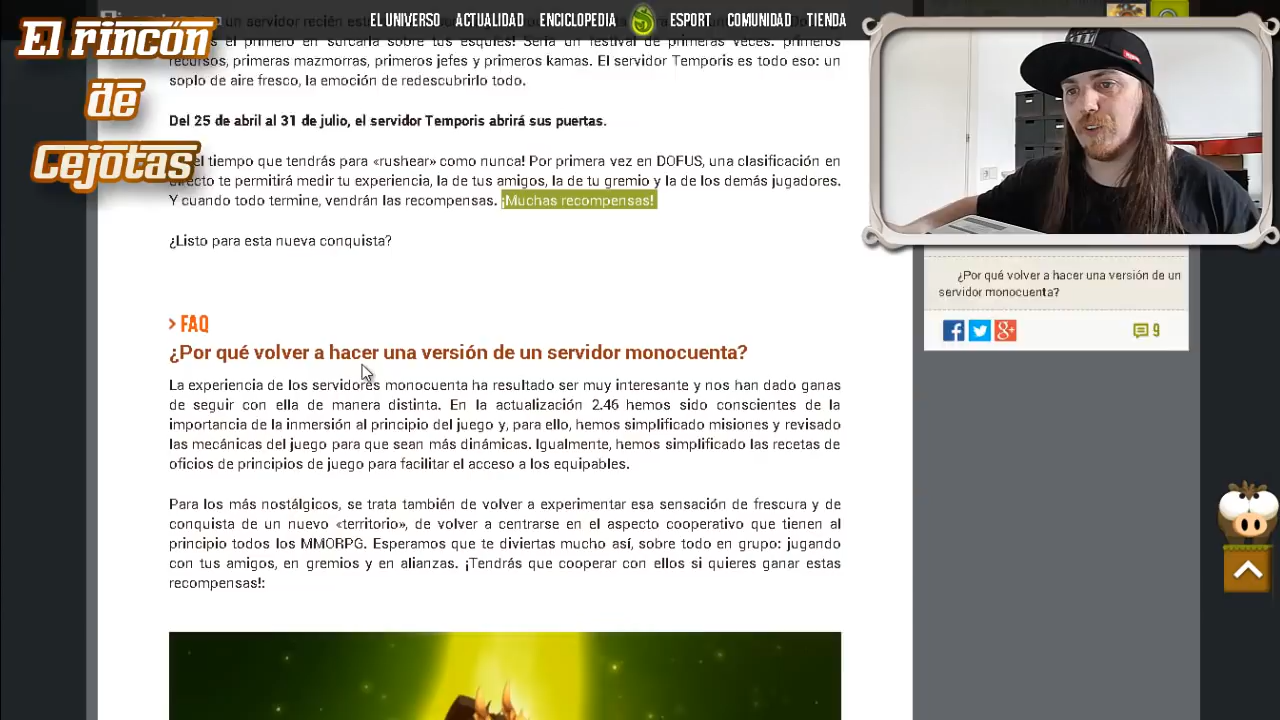 EL UNIVERSO ACTUALIDAD ENCICLOPEDIA ESPORT COMUNIDAD TIENDA
El rincón
de
Cejotas
un servidor recién
el primero en surcarla sobre tus esquíes! Sería un festival de primeras veces: primeros
recursos, primeras mazmorras, primeros jefes y primeros kamas. El servidor Temporis es todo eso: un
soplo de aire fresco, la emoción de redescubrirlo todo.
Del 25 de abril al 31 de julio, el servidor Temporis abrirá sus puertas.
el tiempo que tendrás para «rushear» como nunca! Por primera vez en DOFUS, una clasificación en
directo te permitirá medir tu experiencia, la de tus amigos, la de tu gremio y la de los demás jugadores.
Y cuando todo termine, vendrán las recompensas. ¡Muchas recompensas!
¿Listo para esta nueva conquista?
FAQ
¿Por qué volver a hacer una versión de un servidor monocuenta?
La experiencia de los servidores monocuenta ha resultado ser muy interesante y nos han dado ganas
de seguir con ella de manera distinta. En la actualización 2.46 hemos sido conscientes de la
importancia de la inmersión al principio del juego y, para ello, hemos simplificado misiones y revisado
las mecánicas del juego para que sean más dinámicas. Igualmente, hemos simplificado las recetas de
oficios de principios de juego para facilitar el acceso a los equipables.
Para los más nostálgicos, se trata también de volver a experimentar esa sensación de frescura y de
conquista de un nuevo «territorio», de volver a centrarse en el aspecto cooperativo que tienen al
principio todos los MMORPG. Esperamos que te diviertas mucho así, sobre todo en grupo: jugando
con tus amigos, en gremios y en alianzas. ¡Tendrás que cooperar con ellos si quieres ganar estas
recompensas!:
¿Por qué volver a hacer una versión de un
servidor monocuenta?
9